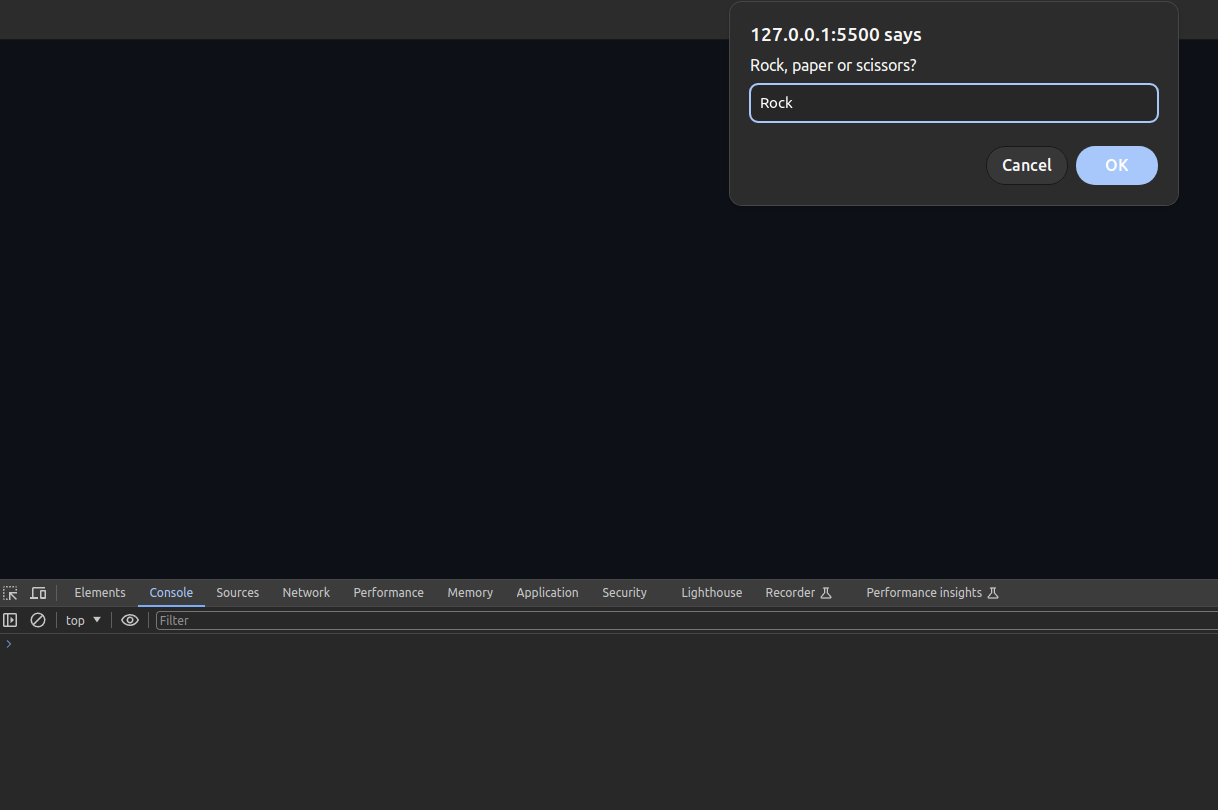 127.0.0.1:5500 says
Rock, paper or scissors?
Rock
Cancel OK
Elements Console Sources Network Performance Memory Application Security Lighthouse Recorder Performance insights
top Filter